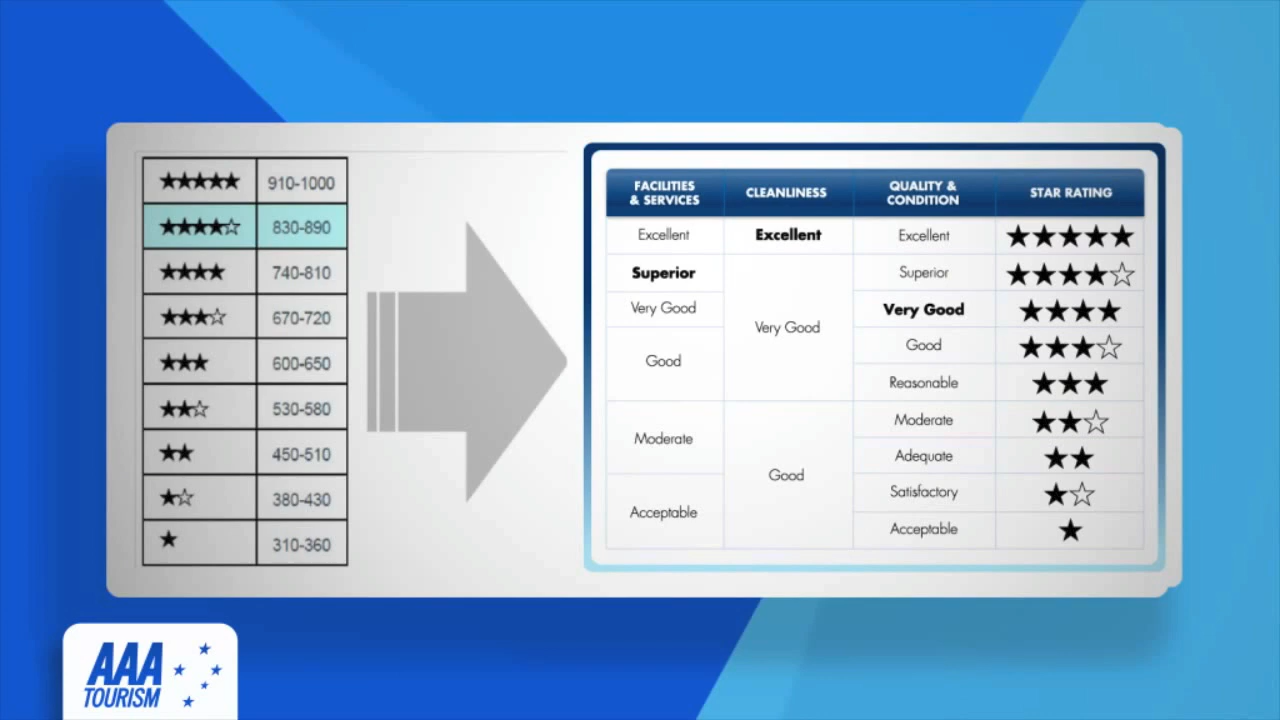 ★★★★★ 910-1000
★★★★☆ 830-890
★★★★ 740-810
★★★☆ 670-720
★★★ 600-650
★★☆ 530-580
★★ 450-510
★☆ 380-430
★ 310-360
FACILITIES
& SERVICES
CLEANLINESS
QUALITY &
CONDITION
STAR RATING
Excellent Excellent Excellent ★★★★★
Superior Superior ★★★★☆
Very Good Very Good ★★★★
Very Good
Good ★★★☆
Good
Reasonable ★★★
Moderate ★★☆
Moderate
Adequate ★★
Good
Satisfactory ★☆
Acceptable
Acceptable ★
AAA
TOURISM